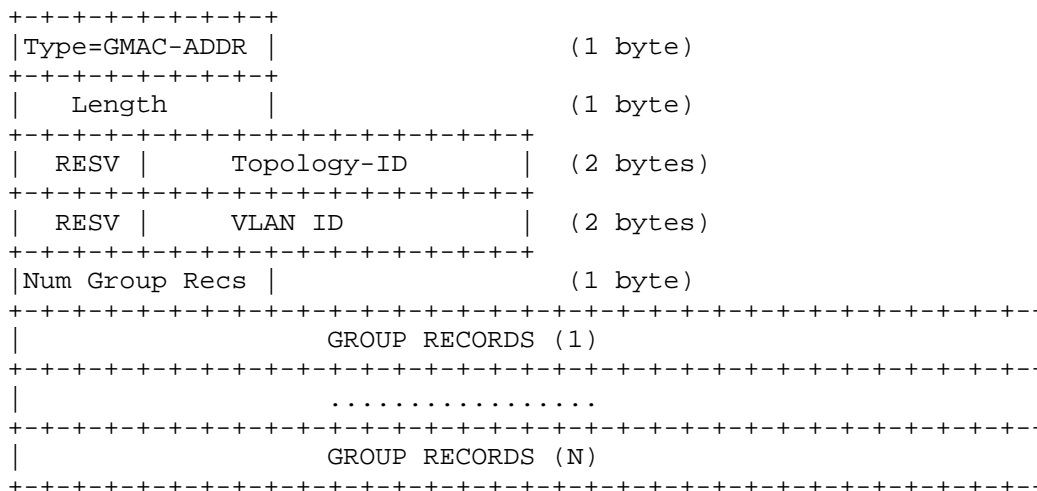 +-+-+-+-+-+-+-+-+
|Type=GMAC-ADDR | (1 byte)
+-+-+-+-+-+-+-+-+
| Length | (1 byte)
+-+-+-+-+-+-+-+-+-+-+-+-+-+-+-+-+
| RESV | Topology-ID | (2 bytes)
+-+-+-+-+-+-+-+-+-+-+-+-+-+-+-+-+
| RESV | VLAN ID | (2 bytes)
+-+-+-+-+-+-+-+-+-+-+-+-+-+-+-+-+
|Num Group Recs | (1 byte)
+-+-+-+-+-+-+-+-+-+-+-+-+-+-+-+-+-+-+-+-+-+-+-+-+-+-+-+-+-+-+-+-+--
| GROUP RECORDS (1)
+-+-+-+-+-+-+-+-+-+-+-+-+-+-+-+-+-+-+-+-+-+-+-+-+-+-+-+-+-+-+-+-+--
| .................
+-+-+-+-+-+-+-+-+-+-+-+-+-+-+-+-+-+-+-+-+-+-+-+-+-+-+-+-+-+-+-+-+--
| GROUP RECORDS (N)
+-+-+-+-+-+-+-+-+-+-+-+-+-+-+-+-+-+-+-+-+-+-+-+-+-+-+-+-+-+-+-+-+--